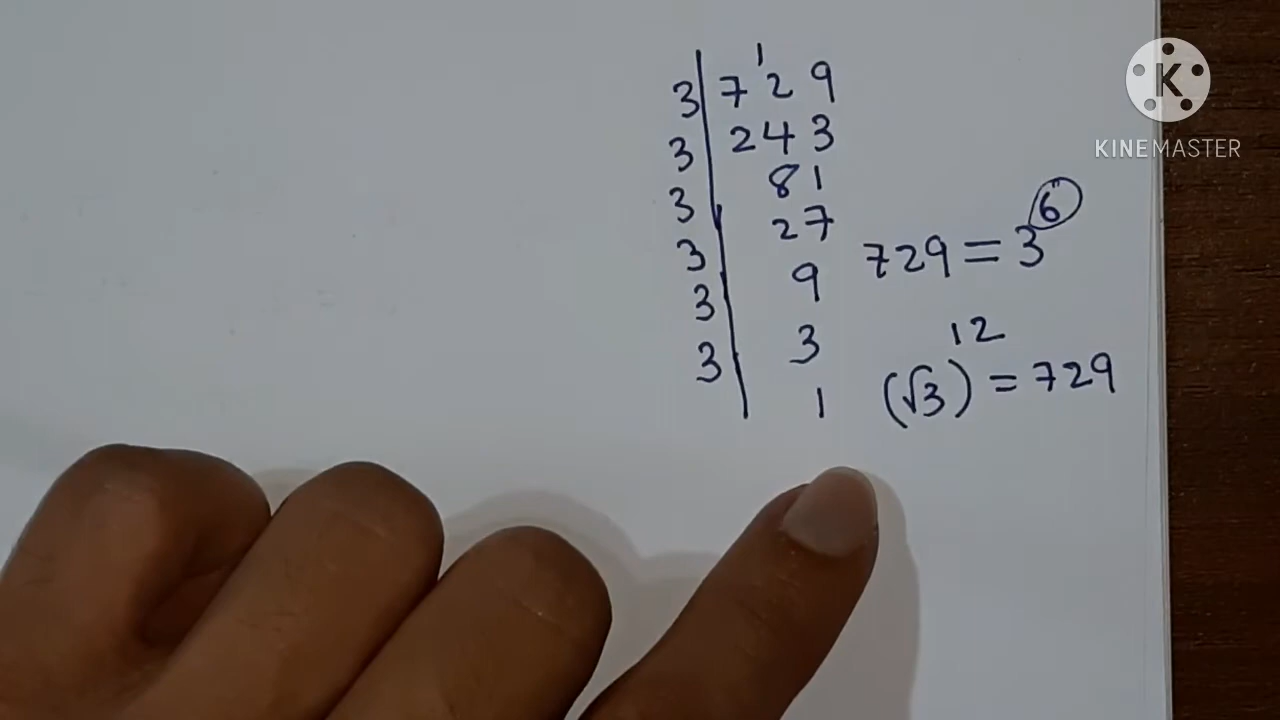 1
3 | 7 2 9
3 | 2 4 3
3 | 8 1
3 | 2 7
3 | 9
3 | 3
1
729 = 3^6
(√3)^12 = 729
K
KINEMASTER